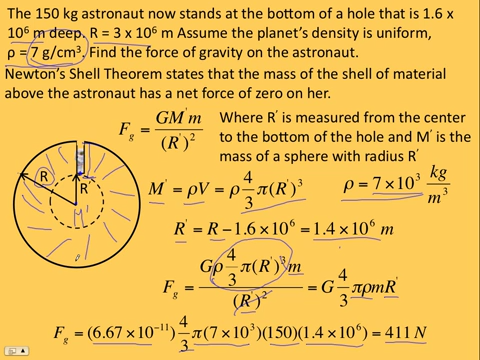 The 150 kg astronaut now stands at the bottom of a hole that is 1.6 x
10⁶ m deep. R = 3 x 10⁶ m Assume the planet's density is uniform,
ρ = 7 g/cm³. Find the force of gravity on the astronaut.
Newton's Shell Theorem states that the mass of the shell of material
above the astronaut has a net force of zero on her.
F_g = GM'm / (R')²
Where R' is measured from the center
to the bottom of the hole and M' is the
mass of a sphere with radius R'
R
R'
M'
M' = ρV = ρ 4/3 π(R')³
ρ = 7×10³ kg/m³
R' = R − 1.6×10⁶ = 1.4×10⁶ m
F_g = Gρ 4/3 π(R')³ m / (R')² = G 4/3 πρmR'
F_g = (6.67×10⁻¹¹) 4/3 π(7×10³)(150)(1.4×10⁶) = 411 N